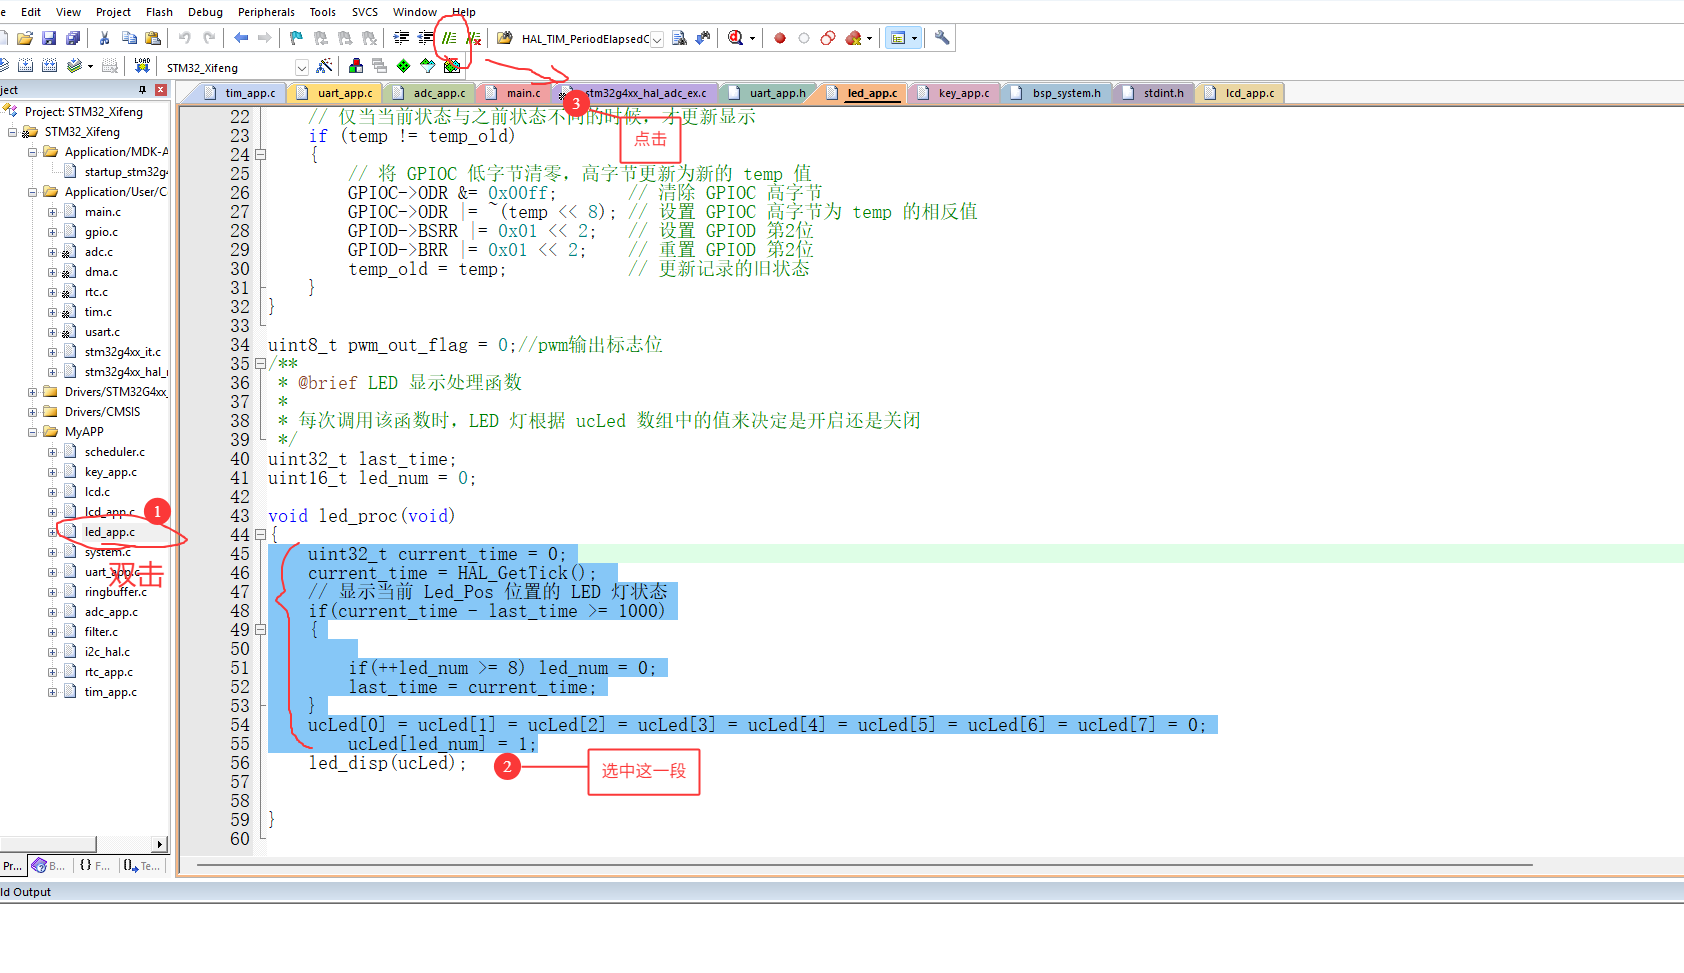 e Edit View Project Flash Debug Peripherals Tools SVCS Window Help
HAL_TIM_PeriodElapsedC
LOAD STM32_Xifeng
ject
tim_app.c uart_app.c adc_app.c main.c stm32g4xx_hal_adc_ex.c uart_app.h led_app.c key_app.c bsp_system.h stdint.h lcd_app.c
Project: STM32_Xifeng
STM32_Xifeng
Application/MDK-A
startup_stm32g4
Application/User/C
main.c
gpio.c
adc.c
dma.c
rtc.c
tim.c
usart.c
stm32g4xx_it.c
stm32g4xx_hal_
Drivers/STM32G4xx_
Drivers/CMSIS
MyAPP
scheduler.c
key_app.c
lcd.c
lcd_app.c
led_app.c
system.c
uart_app.c
ringbuffer.c
adc_app.c
filter.c
i2c_hal.c
rtc_app.c
tim_app.c
1
双击
3
点击
22 // 仅当当前状态与之前状态不同的时候，才更新显示
23 if (temp != temp_old)
24 {
25 // 将 GPIOC 低字节清零，高字节更新为新的 temp 值
26 GPIOC->ODR &= 0x00ff; // 清除 GPIOC 高字节
27 GPIOC->ODR |= ~(temp << 8); // 设置 GPIOC 高字节为 temp 的相反值
28 GPIOD->BSRR |= 0x01 << 2; // 设置 GPIOD 第2位
29 GPIOD->BRR |= 0x01 << 2; // 重置 GPIOD 第2位
30 temp_old = temp; // 更新记录的旧状态
31 }
32 }
33
34 uint8_t pwm_out_flag = 0;//pwm输出标志位
35 /**
36 * @brief LED 显示处理函数
37 *
38 * 每次调用该函数时，LED 灯根据 ucLed 数组中的值来决定是开启还是关闭
39 */
40 uint32_t last_time;
41 uint16_t led_num = 0;
42
43 void led_proc(void)
44 {
45 uint32_t current_time = 0;
46 current_time = HAL_GetTick();
47 // 显示当前 Led_Pos 位置的 LED 灯状态
48 if(current_time - last_time >= 1000)
49 {
50
51 if(++led_num >= 8) led_num = 0;
52 last_time = current_time;
53 }
54 ucLed[0] = ucLed[1] = ucLed[2] = ucLed[3] = ucLed[4] = ucLed[5] = ucLed[6] = ucLed[7] = 0;
55 ucLed[led_num] = 1;
56 led_disp(ucLed);
57
58
59 }
60
2 选中这一段
Pr... B... {} F... Te...
ld Output